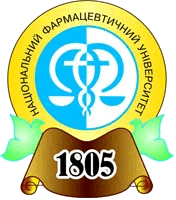 НАЦІОНАЛЬНИЙ ФАРМАЦЕВТИЧНИЙ УНІВЕРСИТЕТ
1805